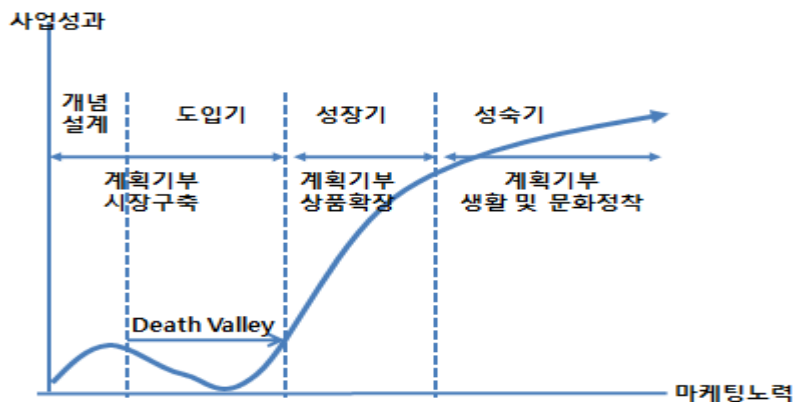 사업성과
개념
설계
도입기
성장기
성숙기
계획기부
시장구축
계획기부
상품확장
계획기부
생활 및 문화정착
Death Valley
마케팅노력